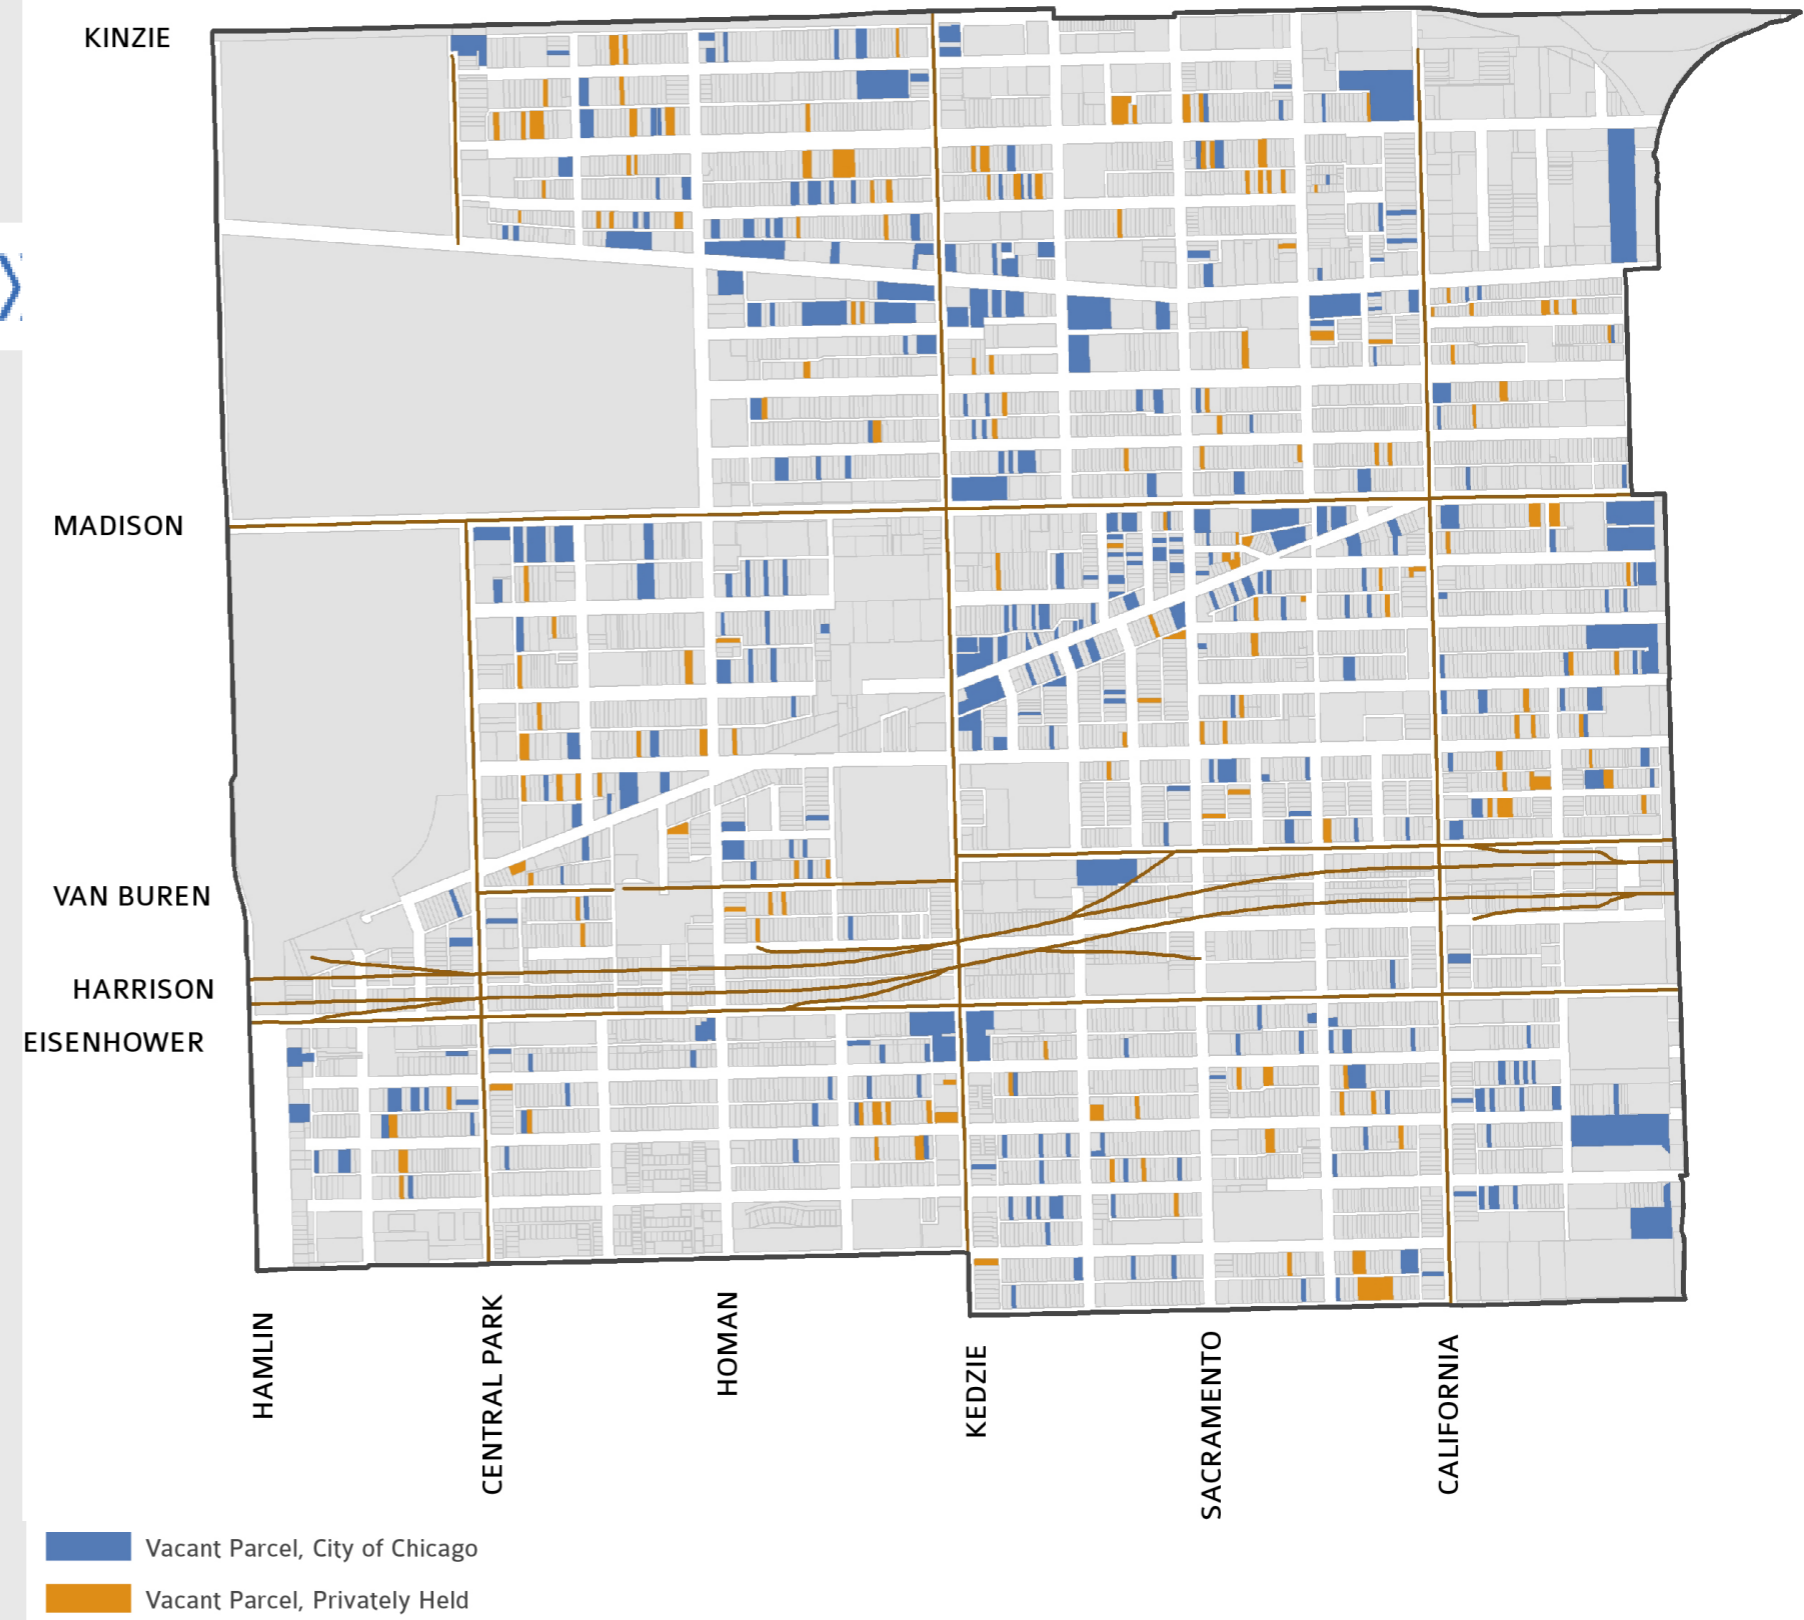 KINZIE
MADISON
VAN BUREN
HARRISON
EISENHOWER
HAMLIN
CENTRAL PARK
HOMAN
KEDZIE
SACRAMENTO
CALIFORNIA
Vacant Parcel, City of Chicago
Vacant Parcel, Privately Held